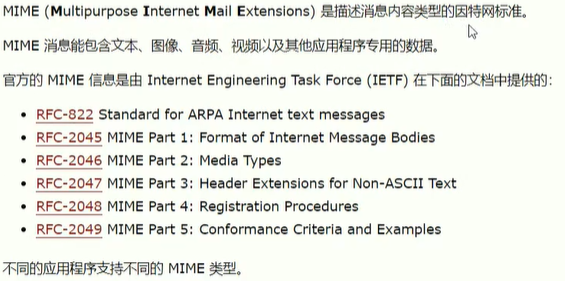 MIME (Multipurpose Internet Mail Extensions) 是描述消息内容类型的因特网标准。
MIME 消息能包含文本、图像、音频、视频以及其他应用程序专用的数据。
官方的 MIME 信息是由 Internet Engineering Task Force (IETF) 在下面的文档中提供的：
• RFC-822 Standard for ARPA Internet text messages
• RFC-2045 MIME Part 1: Format of Internet Message Bodies
• RFC-2046 MIME Part 2: Media Types
• RFC-2047 MIME Part 3: Header Extensions for Non-ASCII Text
• RFC-2048 MIME Part 4: Registration Procedures
• RFC-2049 MIME Part 5: Conformance Criteria and Examples
不同的应用程序支持不同的 MIME 类型。